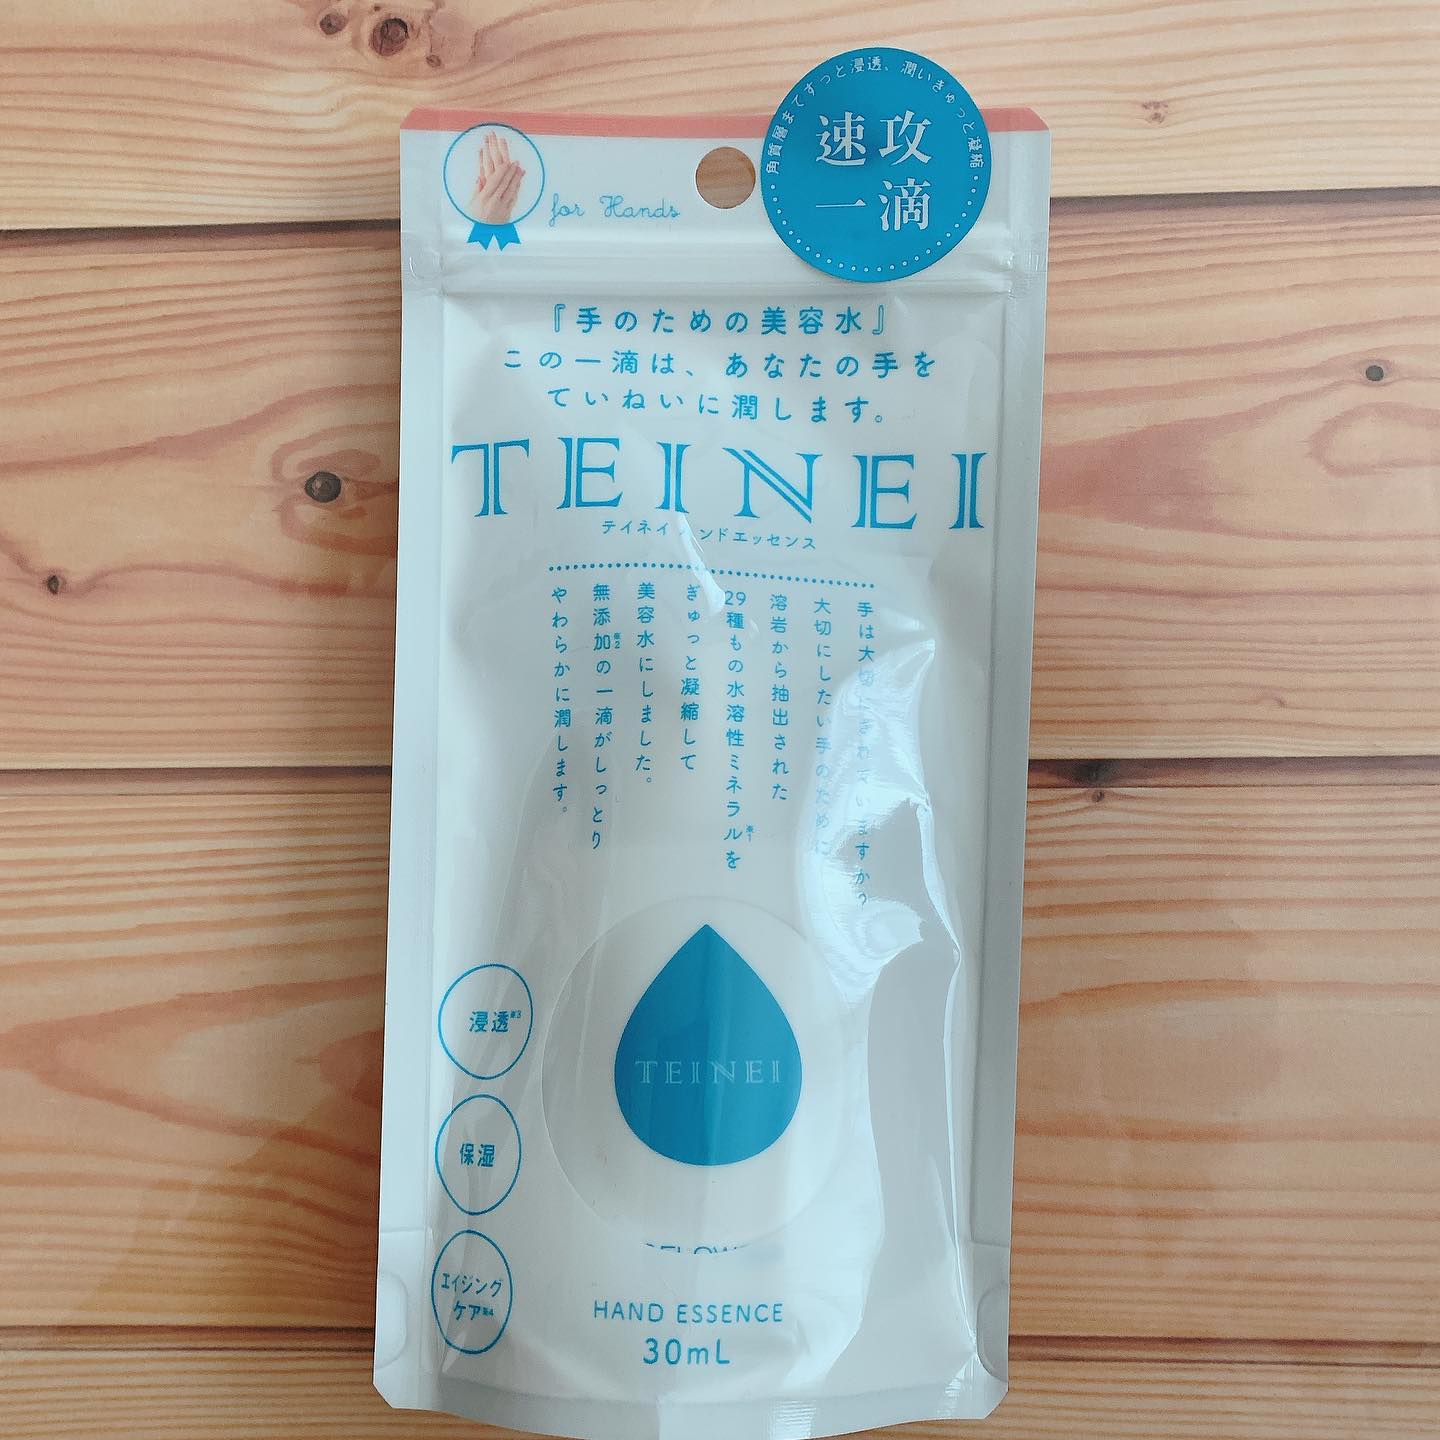 角質層まですっと浸透、潤いきゅっと凝縮
速攻
一滴
for Hands
『手のための美容水』
この一滴は、あなたの手を
ていねいに潤します。
TEINEI
テイネイ ンドエッセンス
手は大切にされていますか?
大切にしたい手のために
溶岩から抽出された
29種もの水溶性ミネラル※1を
ぎゅっと凝縮して
美容水にしました。
無添加※2の一滴がしっとり
やわらかに潤します。
TEINEI
浸透※3
保湿
エイジング
ケア※4
HAND ESSENCE
30mL